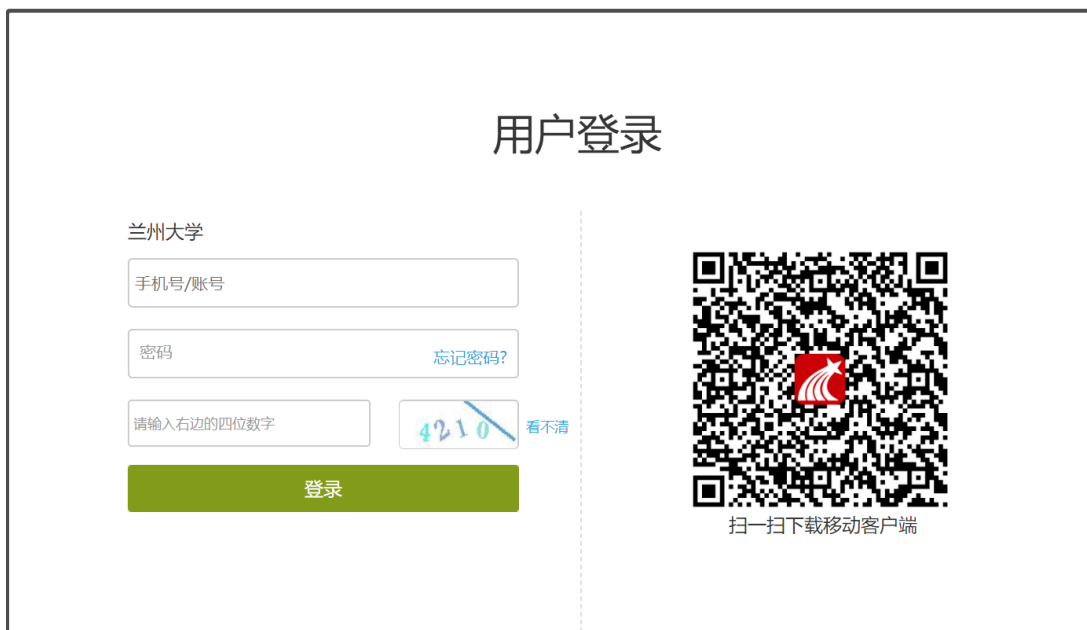 用户登录
兰州大学
手机号/账号
密码
忘记密码?
请输入右边的四位数字
4210
看不清
登录
扫一扫下载移动客户端